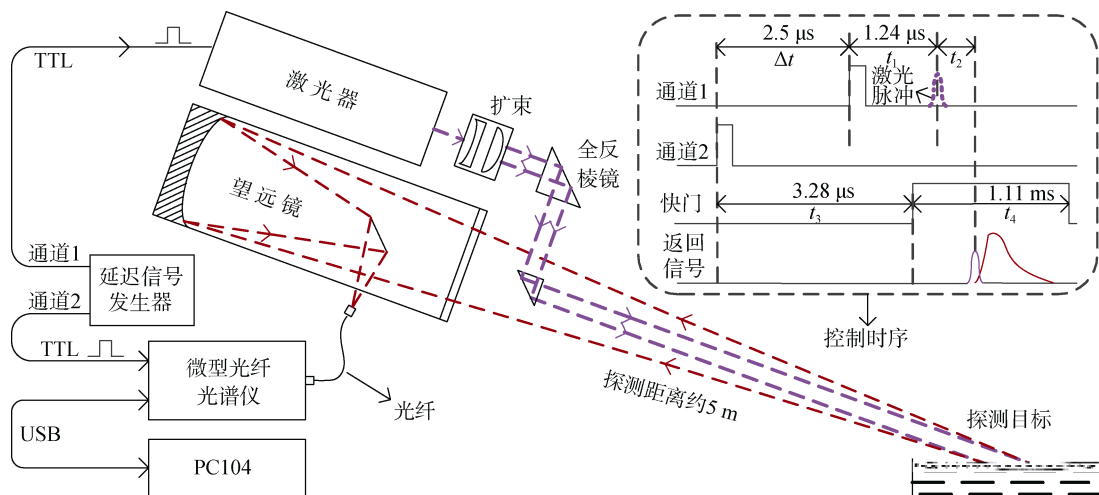 TTL
激光器
扩束
全反
棱镜
望远镜
通道1
延迟信号
发生器
通道2
TTL
微型光纤
光谱仪
光纤
USB
PC104
探测距离约5 m
探测目标
2.5 μs
1.24 μs
Δt
t₁
t₂
激光
脉冲
通道1
通道2
快门
3.28 μs
1.11 ms
t₃
t₄
返回
信号
控制时序